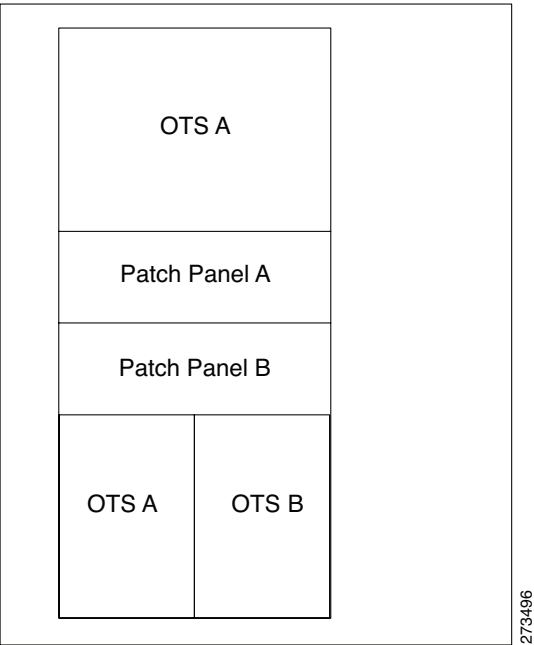 OTS A
Patch Panel A
Patch Panel B
OTS A
OTS B
273496